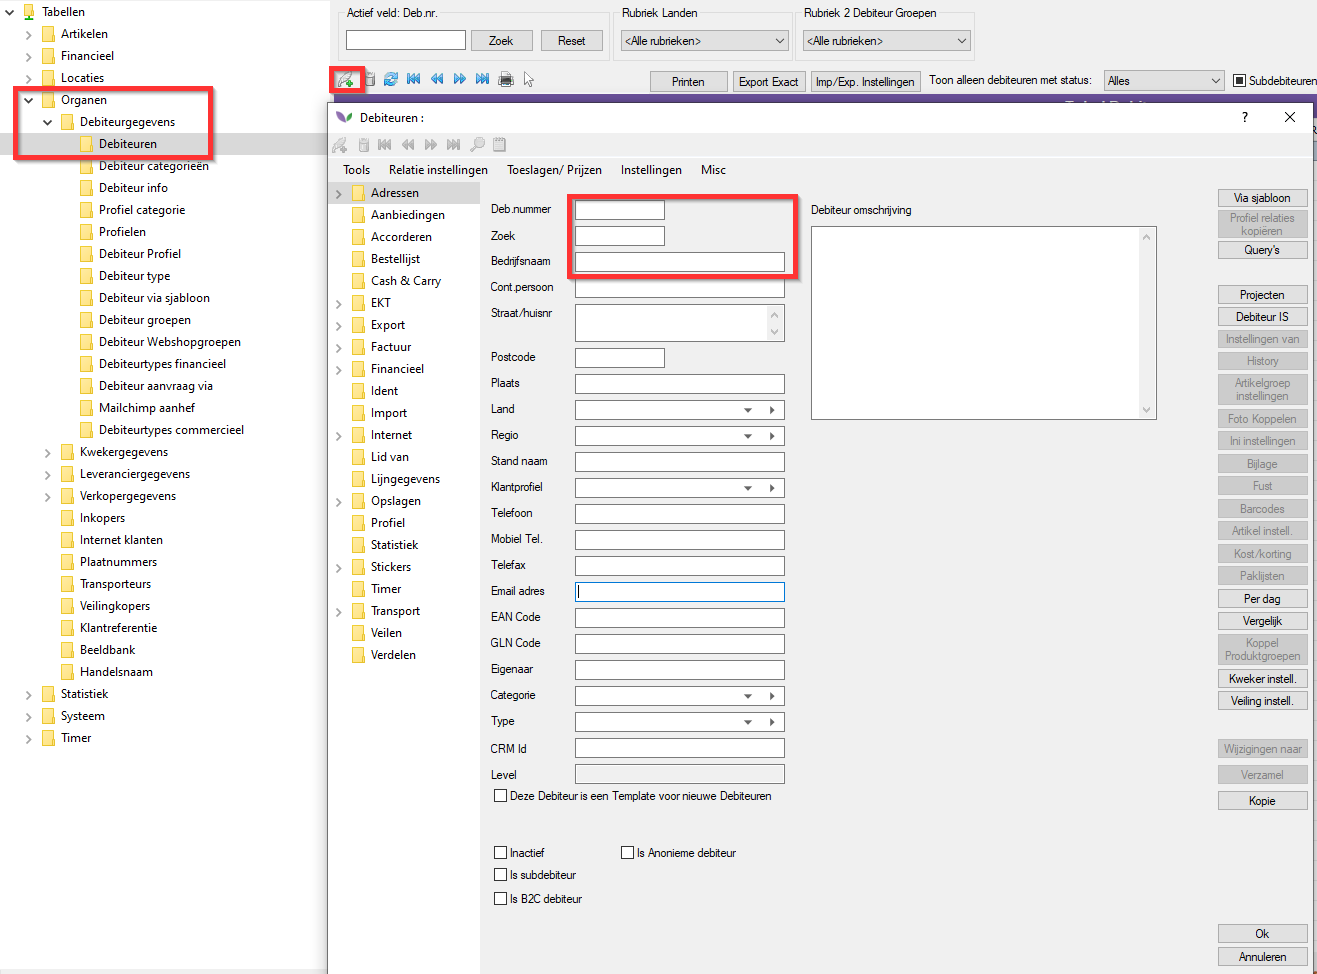 Tabellen
Artikelen
Financieel
Locaties
Organen
Debiteurgegevens
Debiteuren
Debiteur categorieën
Debiteur info
Profiel categorie
Profielen
Debiteur Profiel
Debiteur type
Debiteur via sjabloon
Debiteur groepen
Debiteur Webshopgroepen
Debiteurtypes financieel
Debiteur aanvraag via
Mailchimp aanhef
Debiteurtypes commercieel
Kwekergegevens
Leveranciergegevens
Verkopergegevens
Inkopers
Internet klanten
Plaatnummers
Transporteurs
Veilingkopers
Klantreferentie
Beeldbank
Handelsnaam
Statistiek
Systeem
Timer
Actief veld: Deb.nr.
Zoek
Reset
Rubriek Landen
<Alle rubrieken>
Rubriek 2 Debiteur Groepen
<Alle rubrieken>
Printen
Export Exact
Imp/Exp. Instellingen
Toon alleen debiteuren met status:
Alles
Subdebiteuren
Debiteuren :
?
Tools
Relatie instellingen
Toeslagen/ Prijzen
Instellingen
Misc
Adressen
Aanbiedingen
Accorderen
Bestellijst
Cash & Carry
EKT
Export
Factuur
Financieel
Ident
Import
Internet
Lid van
Lijngegevens
Opslagen
Profiel
Statistiek
Stickers
Timer
Transport
Veilen
Verdelen
Deb.nummer
Zoek
Bedrijfsnaam
Cont.persoon
Straat/huisnr
Postcode
Plaats
Land
Regio
Stand naam
Klantprofiel
Telefoon
Mobiel Tel.
Telefax
Email adres
EAN Code
GLN Code
Eigenaar
Categorie
Type
CRM Id
Level
Deze Debiteur is een Template voor nieuwe Debiteuren
Inactief
Is Anonieme debiteur
Is subdebiteur
Is B2C debiteur
Debiteur omschrijving
Via sjabloon
Profiel relaties
kopiëren
Query's
Projecten
Debiteur IS
Instellingen van
History
Artikelgroep
instellingen
Foto Koppelen
Ini instellingen
Bijlage
Fust
Barcodes
Artikel instell.
Kost/korting
Paklijsten
Per dag
Vergelijk
Koppel
Produktgroepen
Kweker instell.
Veiling instell.
Wijzigingen naar
Verzamel
Kopie
Ok
Annuleren